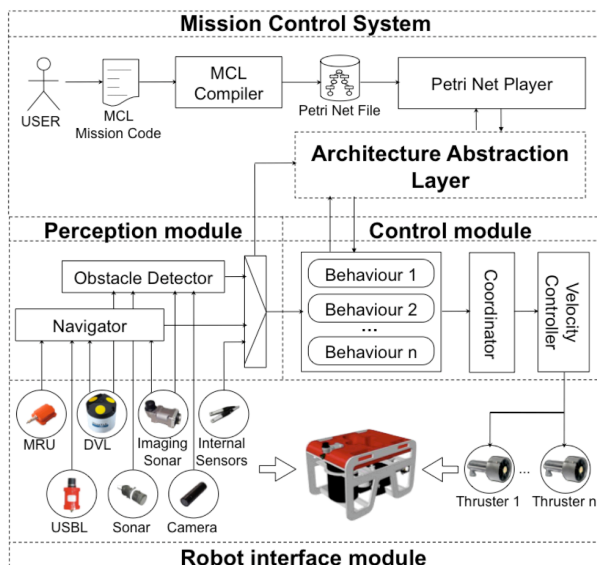 Mission Control System
USER
MCL
Mission Code
MCL
Compiler
Petri Net File
Petri Net Player
Architecture Abstraction
Layer
Perception module
Control module
Obstacle Detector
Navigator
Behaviour 1
Behaviour 2
...
Behaviour n
Coordinator
Velocity
Controller
MRU
DVL
Imaging
Sonar
Internal
Sensors
USBL
Sonar
Camera
Thruster 1
...
Thruster n
Robot interface module